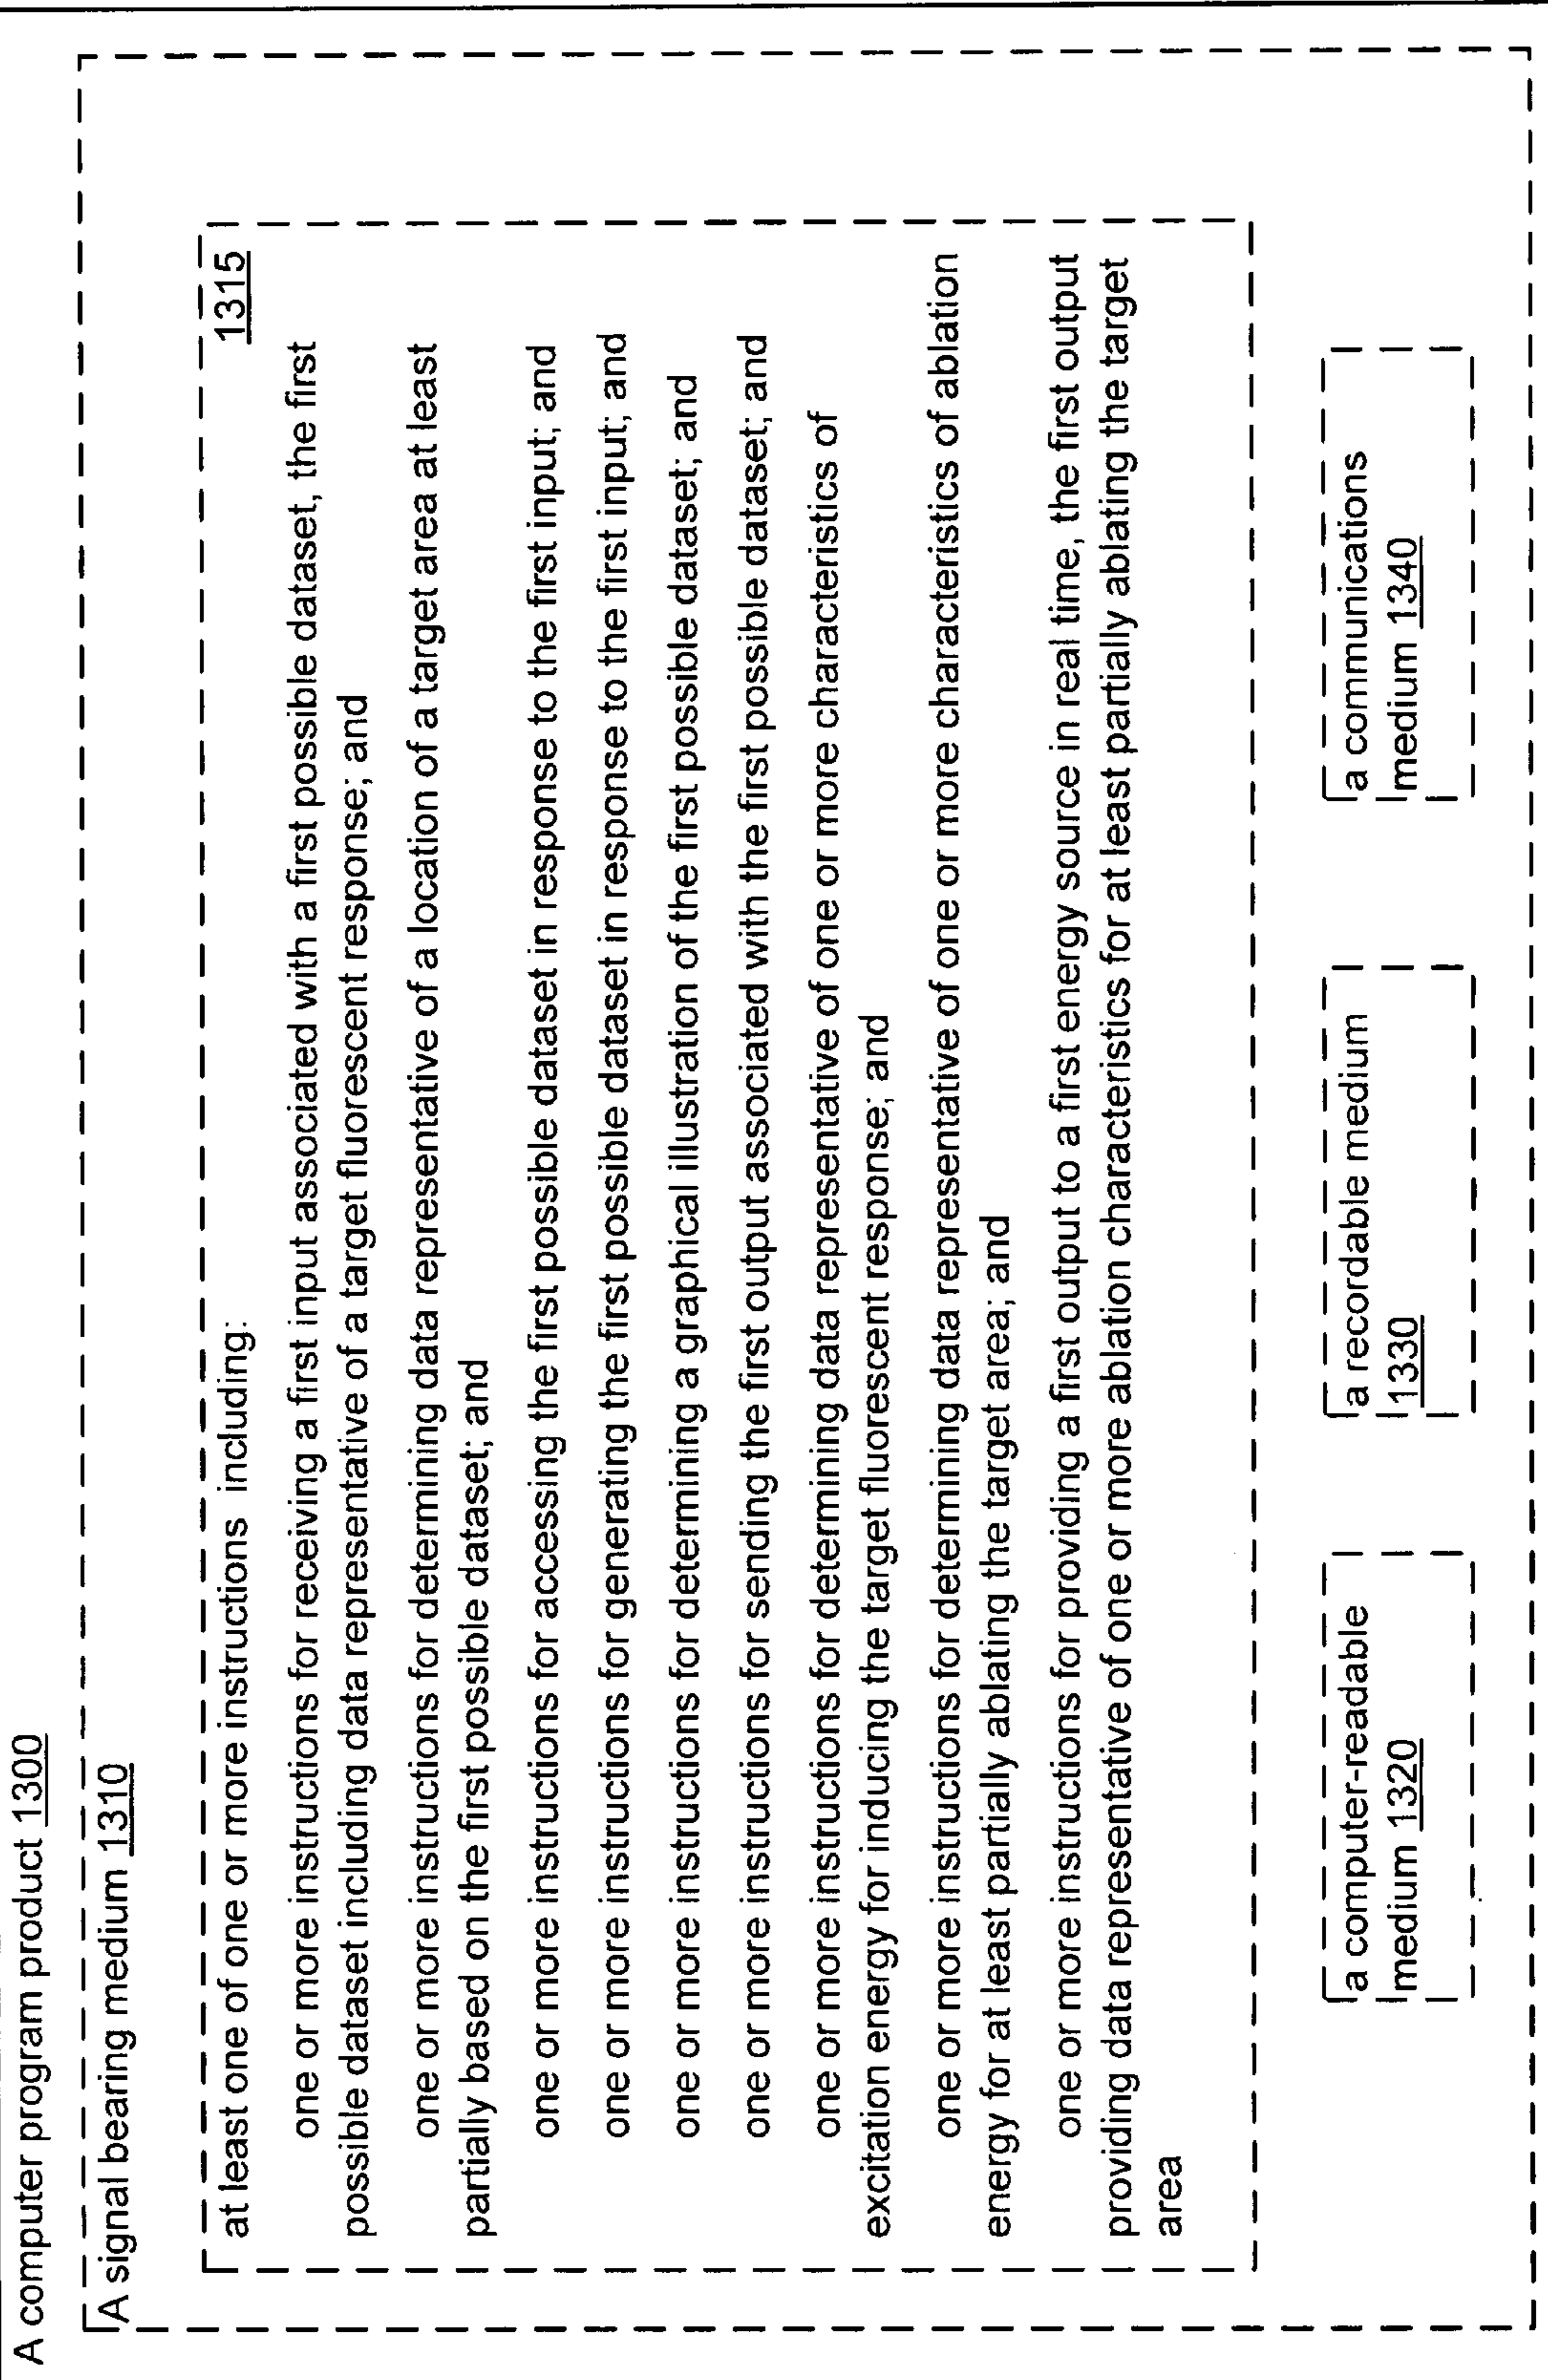 A computer program product 1300
A signal bearing medium 1310
1315
at least one of one or more instructions including:
one or more instructions for receiving a first input associated with a first possible dataset, the first
possible dataset including data representative of a target fluorescent response; and
one or more instructions for determining data representative of a location of a target area at least
partially based on the first possible dataset; and
one or more instructions for accessing the first possible dataset in response to the first input; and
one or more instructions for generating the first possible dataset in response to the first input; and
one or more instructions for determining a graphical illustration of the first possible dataset; and
one or more instructions for sending the first output associated with the first possible dataset; and
one or more instructions for determining data representative of one or more characteristics of
excitation energy for inducing the target fluorescent response; and
one or more instructions for determining data representative of one or more characteristics of ablation
energy for at least partially ablating the target area; and
one or more instructions for providing a first output to a first energy source in real time, the first output
providing data representative of one or more ablation characteristics for at least partially ablating the target
area
a computer-readable
medium 1320
a recordable medium
1330
a communications
medium 1340